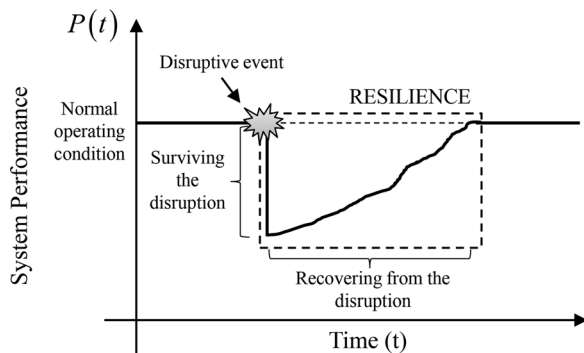 P(t)
Disruptive event
RESILIENCE
Normal
operating
condition
Surviving
the
disruption
System Performance
Recovering from the
disruption
Time (t)